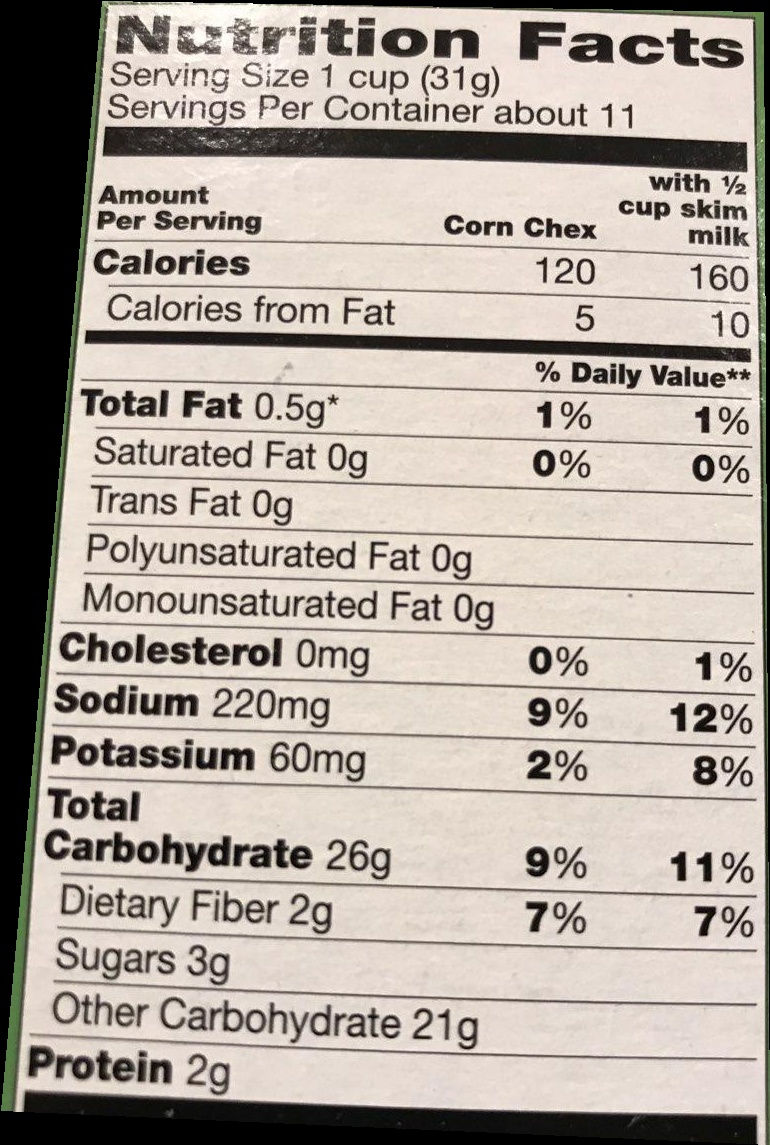 Nutrition Facts
Serving Size 1 cup (31g)
Servings Per Container about 11
Amount
Per Serving
Corn Chex
with ½
cup skim
milk
Calories 120 160
Calories from Fat 5 10
% Daily Value**
Total Fat 0.5g* 1% 1%
Saturated Fat 0g 0% 0%
Trans Fat 0g
Polyunsaturated Fat 0g
Monounsaturated Fat 0g
Cholesterol 0mg 0% 1%
Sodium 220mg 9% 12%
Potassium 60mg 2% 8%
Total
Carbohydrate 26g 9% 11%
Dietary Fiber 2g 7% 7%
Sugars 3g
Other Carbohydrate 21g
Protein 2g